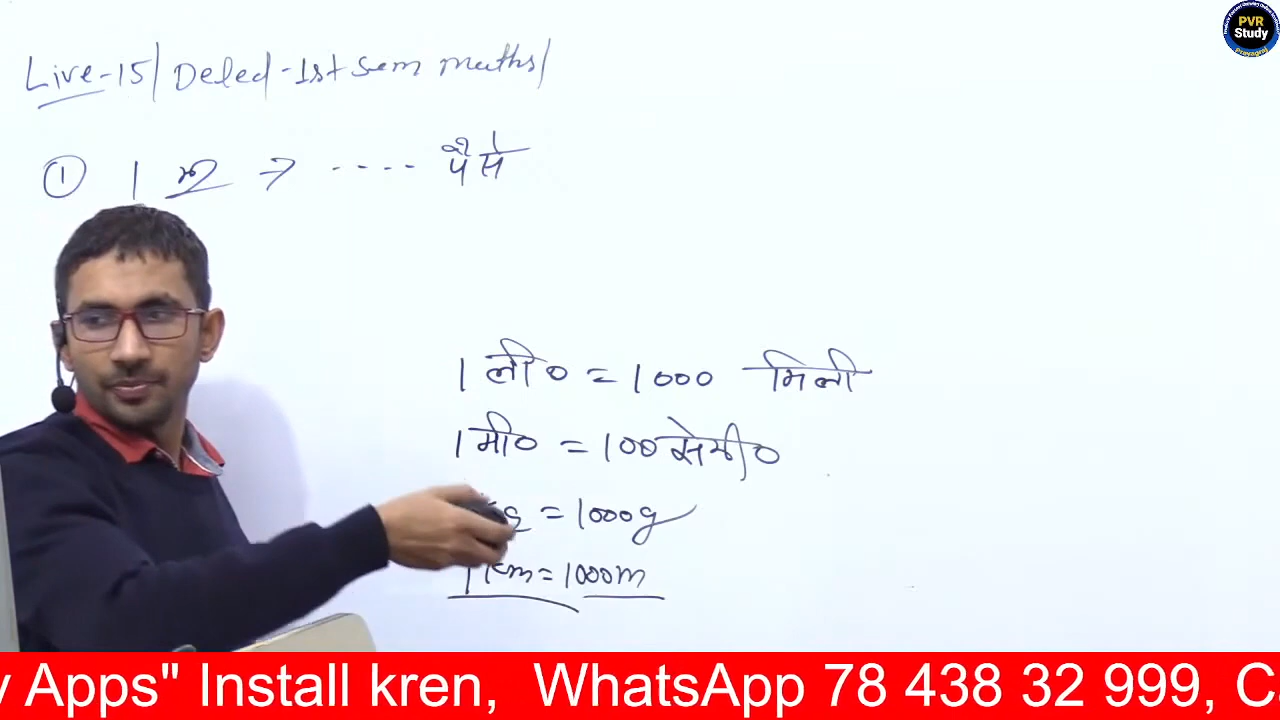 PVR
Study
Prayagraj
Live-15/ Deled-1st sem maths/
① 1 रू → .... पैसे
1 ली० = 1000 मिली
1 मी० = 100 सेमी०
= 1000g
1 Km = 1000m
y Apps" Install kren, WhatsApp 78 438 32 999, C